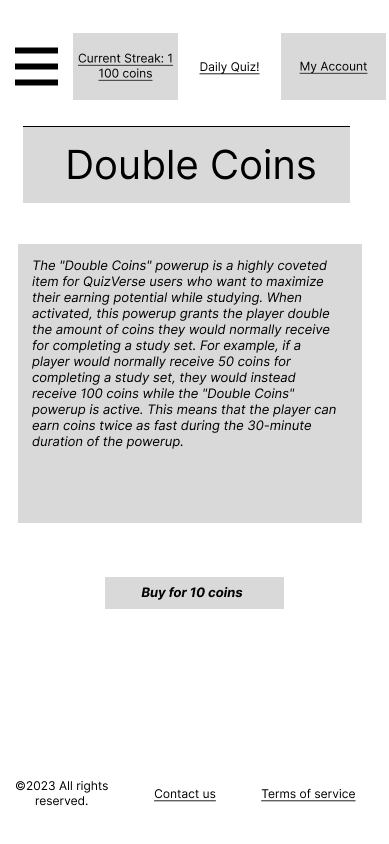 Current Streak: 1
100 coins
Daily Quiz!
My Account
Double Coins
The "Double Coins" powerup is a highly coveted
item for QuizVerse users who want to maximize
their earning potential while studying. When
activated, this powerup grants the player double
the amount of coins they would normally receive
for completing a study set. For example, if a
player would normally receive 50 coins for
completing a study set, they would instead
receive 100 coins while the "Double Coins"
powerup is active. This means that the player can
earn coins twice as fast during the 30-minute
duration of the powerup.
Buy for 10 coins
©2023 All rights
reserved.
Contact us
Terms of service